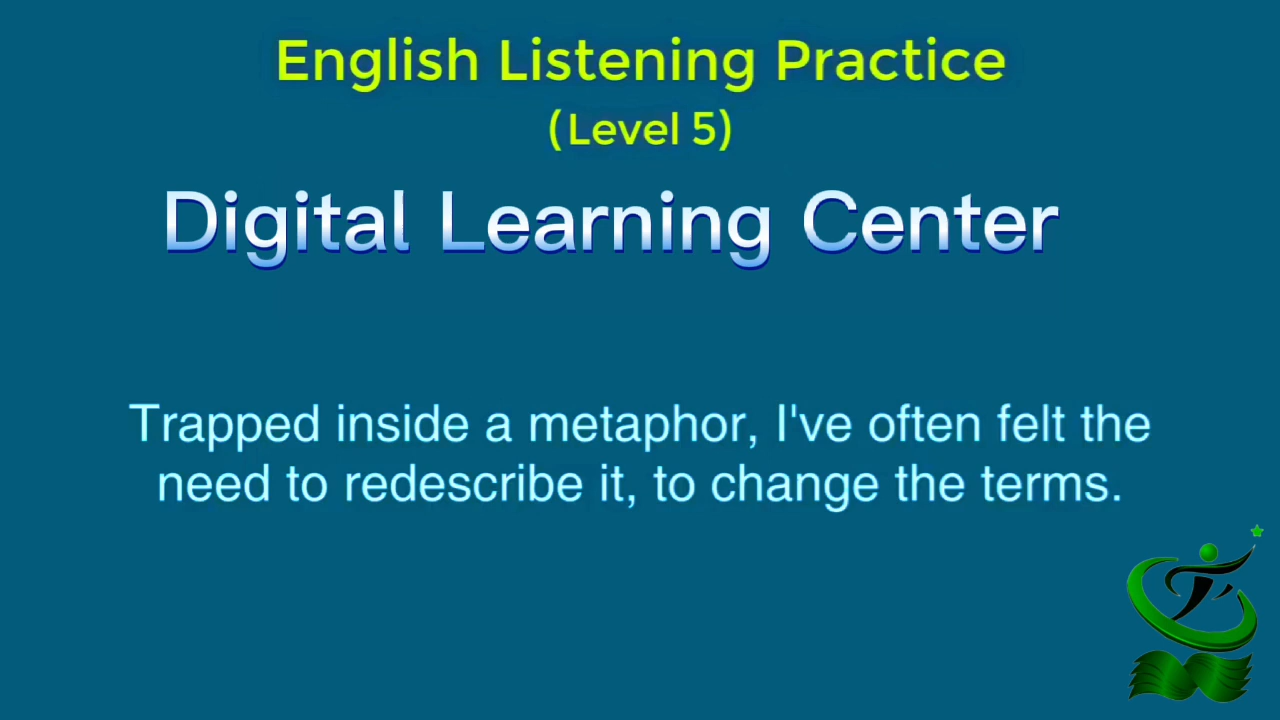 English Listening Practice
(Level 5)
Digital Learning Center
Trapped inside a metaphor, I've often felt the
need to redescribe it, to change the terms.